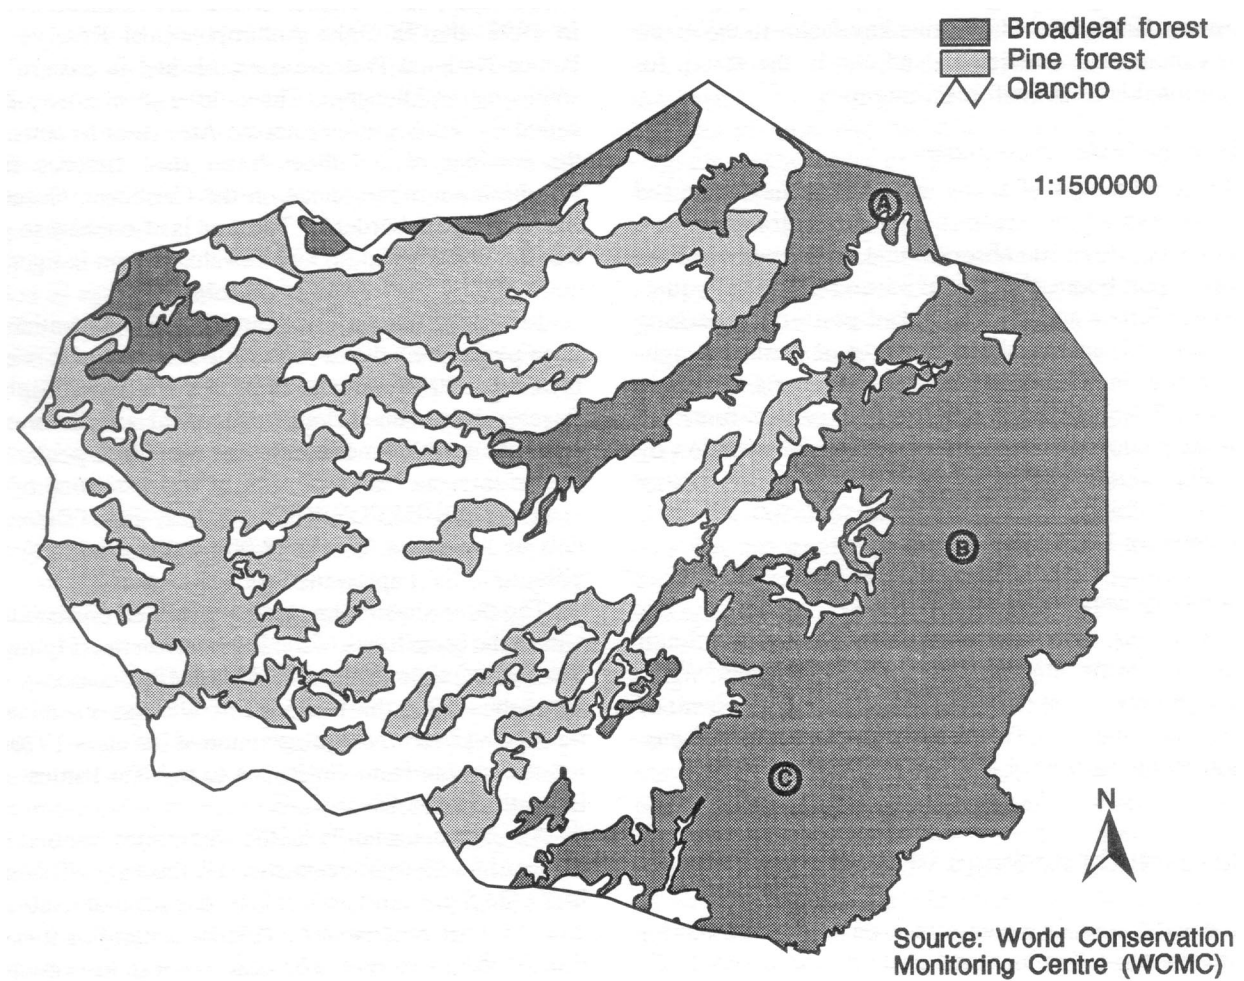 Broadleaf forest
Pine forest
Olancho
1:1500000
A
B
C
N
Source: World Conservation
Monitoring Centre (WCMC)